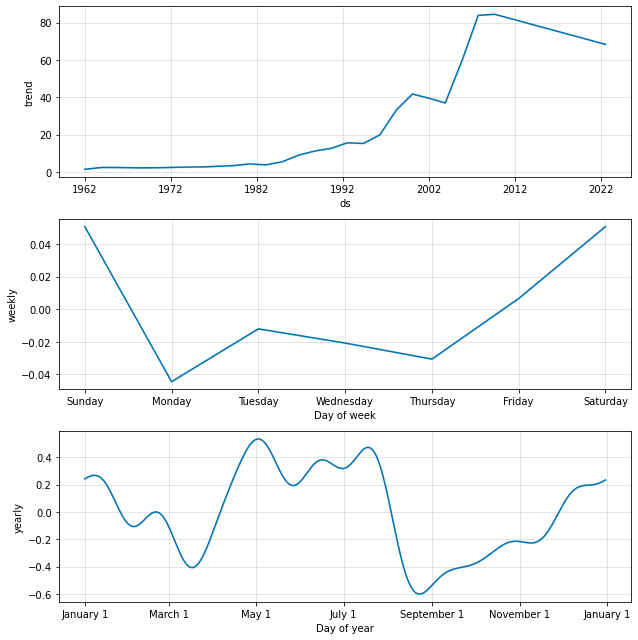 80
60
40
20
0
trend
1962 1972 1982 1992 2002 2012 2022
ds
0.04
0.02
0.00
−0.02
−0.04
weekly
Sunday Monday Tuesday Wednesday Thursday Friday Saturday
Day of week
0.4
0.2
0.0
−0.2
−0.4
−0.6
yearly
January 1 March 1 May 1 July 1 September 1 November 1 January 1
Day of year